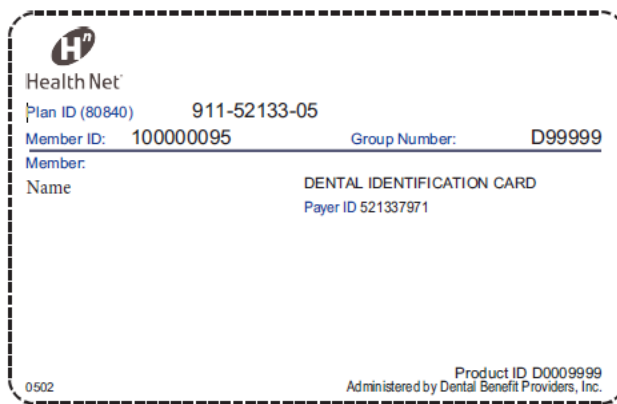 Hn
Health Net
Plan ID (80840) 911-52133-05
Member ID: 100000095 Group Number: D99999
Member:
Name
DENTAL IDENTIFICATION CARD
Payer ID 521337971
Product ID D0009999
0502 Administered by Dental Benefit Providers, Inc.